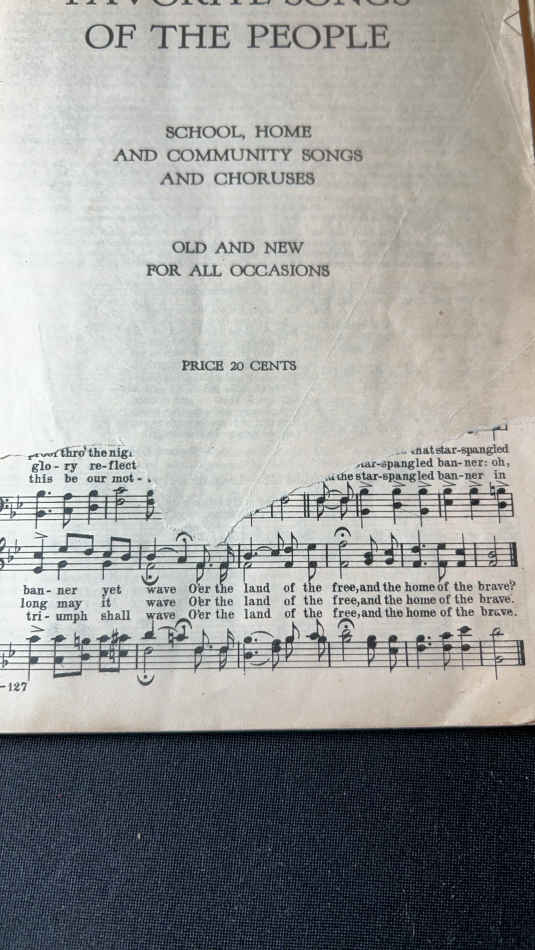 FAVORITE SONGS
OF THE PEOPLE
SCHOOL, HOME
AND COMMUNITY SONGS
AND CHORUSES
OLD AND NEW
FOR ALL OCCASIONS
PRICE 20 CENTS
thro' the that star-spangled
glo - ry re - flect star-spangled ban - ner: oh,
this be our mot - the star-spangled ban - ner in
ban - ner yet wave O'er the land of the free, and the home of the brave?
long may it wave O'er the land of the free, and the home of the brave.
tri - umph shall wave O'er the land of the free, and the home of the brave.
-127